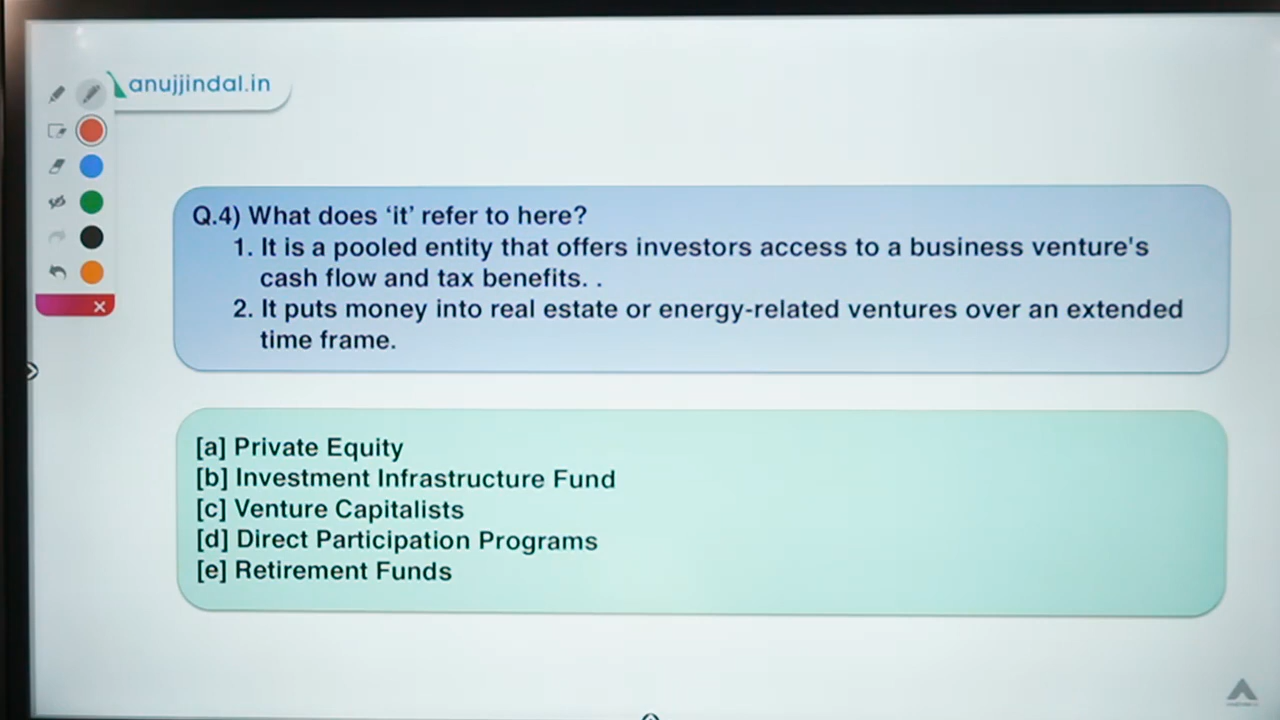 anujjindal.in
Q.4) What does ‘it’ refer to here?
1. It is a pooled entity that offers investors access to a business venture's
cash flow and tax benefits. .
2. It puts money into real estate or energy-related ventures over an extended
time frame.
[a] Private Equity
[b] Investment Infrastructure Fund
[c] Venture Capitalists
[d] Direct Participation Programs
[e] Retirement Funds